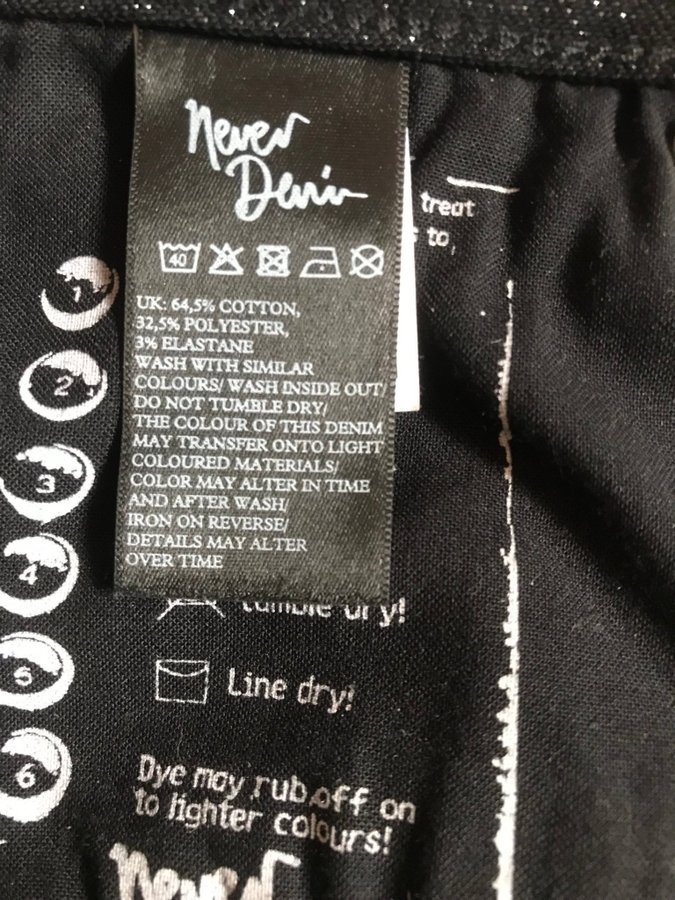 Never
Denim
40
UK: 64,5% COTTON,
32,5% POLYESTER,
3% ELASTANE
WASH WITH SIMILAR
COLOURS/ WASH INSIDE OUT/
DO NOT TUMBLE DRY/
THE COLOUR OF THIS DENIM
MAY TRANSFER ONTO LIGHT
COLOURED MATERIALS/
COLOR MAY ALTER IN TIME
AND AFTER WASH/
IRON ON REVERSE/
DETAILS MAY ALTER
OVER TIME
treat
to,
1
2
3
4
5
6
tumble dry!
Line dry!
Dye may rub off on
to lighter colours!
Never